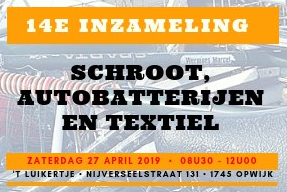 14E INZAMELING
SCHROOT,
AUTOBATTERIJEN
EN TEXTIEL
ZATERDAG 27 APRIL 2019 • 08U30 - 12U00
'T LUIKERTJE • NIJVERSEELSTRAAT 131 • 1745 OPWIJK